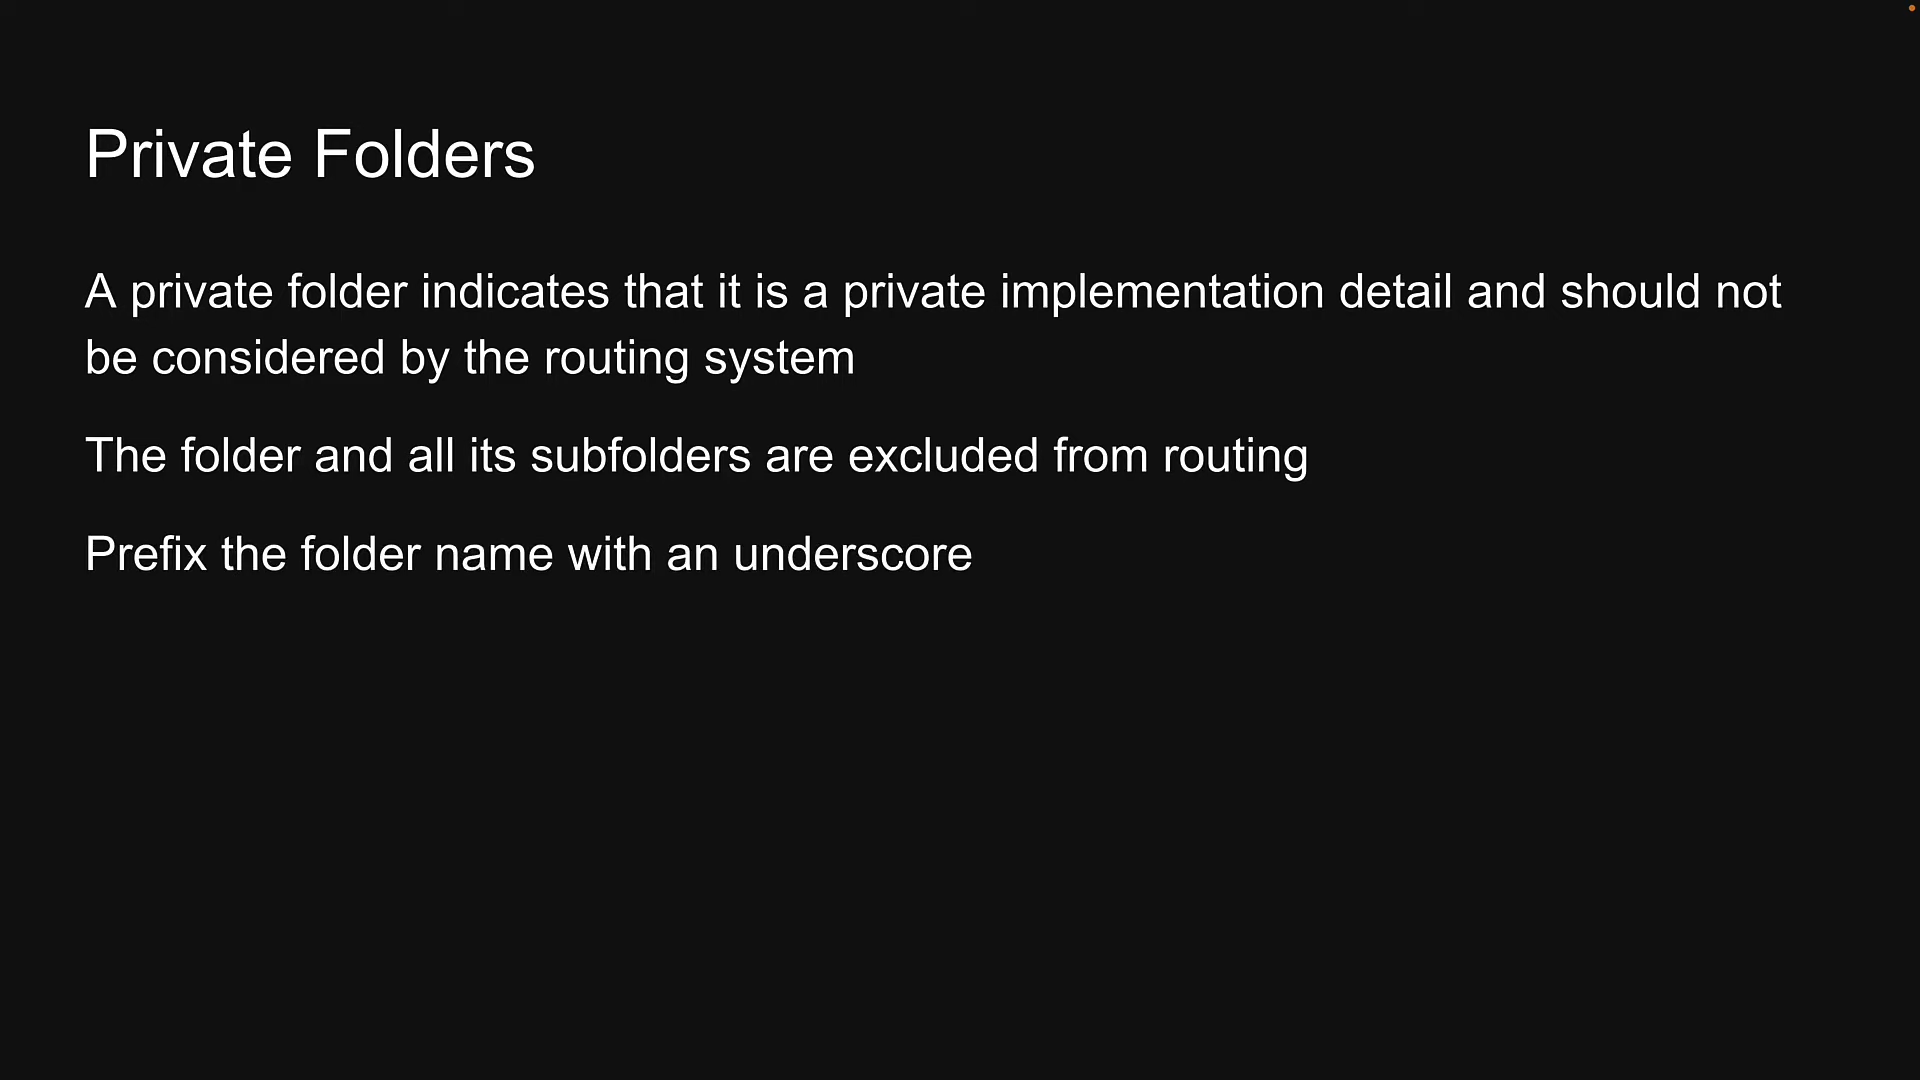 Private Folders
A private folder indicates that it is a private implementation detail and should not
be considered by the routing system
The folder and all its subfolders are excluded from routing
Prefix the folder name with an underscore